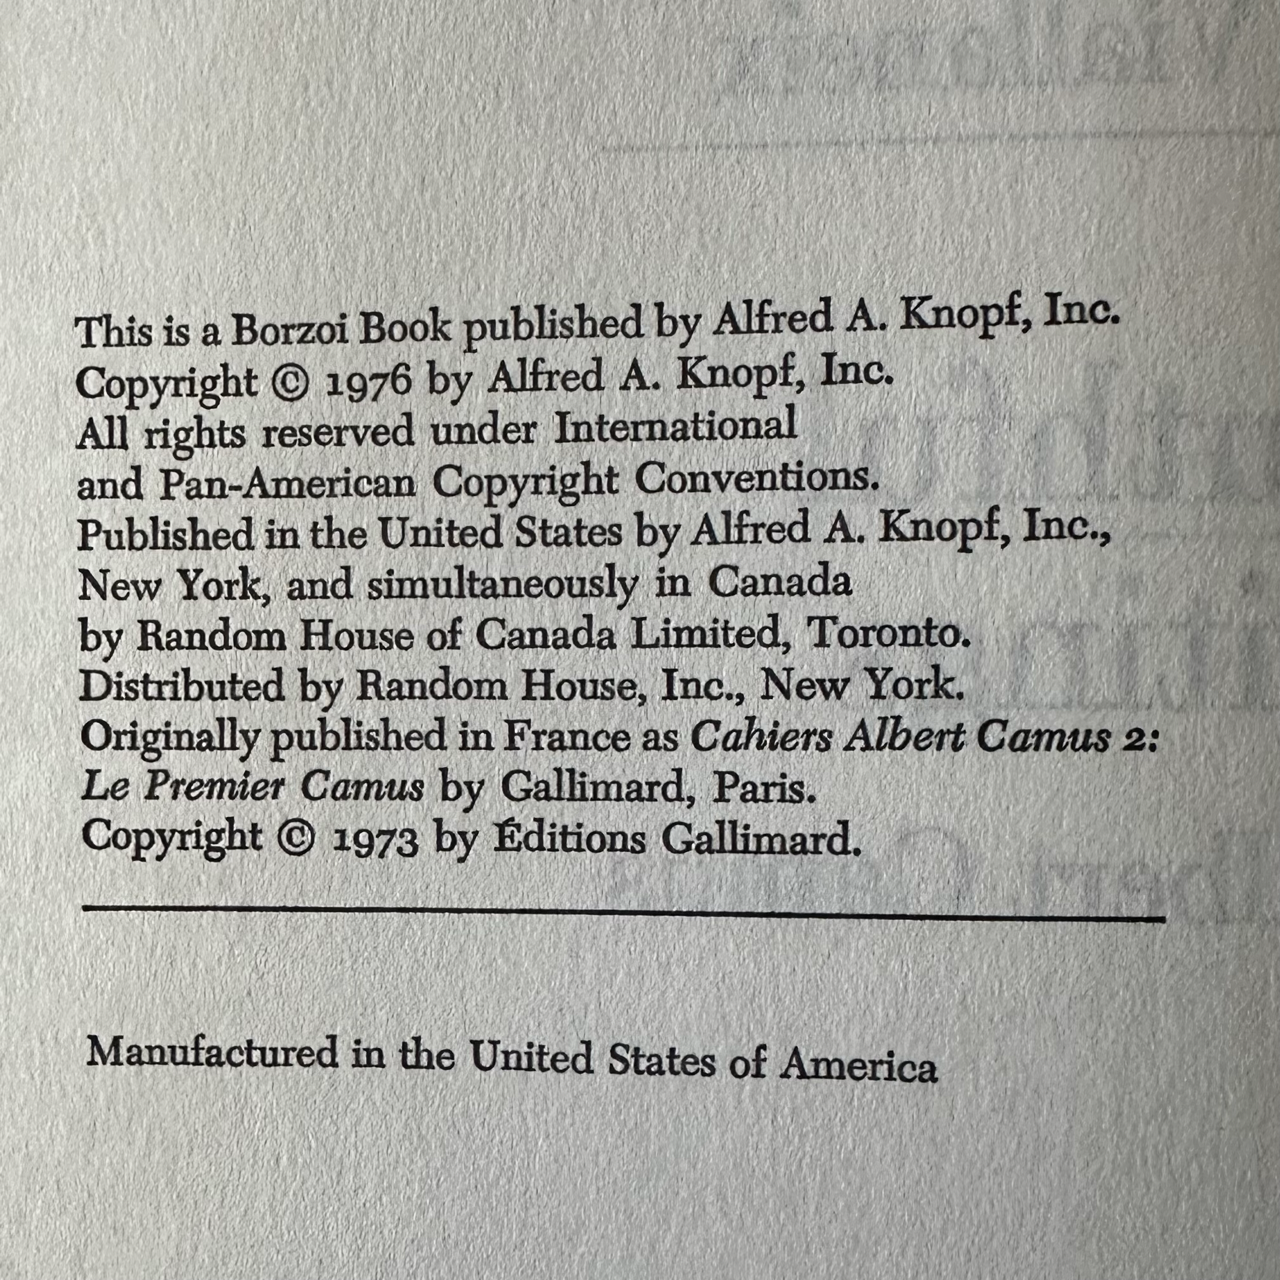 This is a Borzoi Book published by Alfred A. Knopf, Inc.
Copyright © 1976 by Alfred A. Knopf, Inc.
All rights reserved under International
and Pan-American Copyright Conventions.
Published in the United States by Alfred A. Knopf, Inc.,
New York, and simultaneously in Canada
by Random House of Canada Limited, Toronto.
Distributed by Random House, Inc., New York.
Originally published in France as Cahiers Albert Camus 2:
Le Premier Camus by Gallimard, Paris.
Copyright © 1973 by Éditions Gallimard.
Manufactured in the United States of America